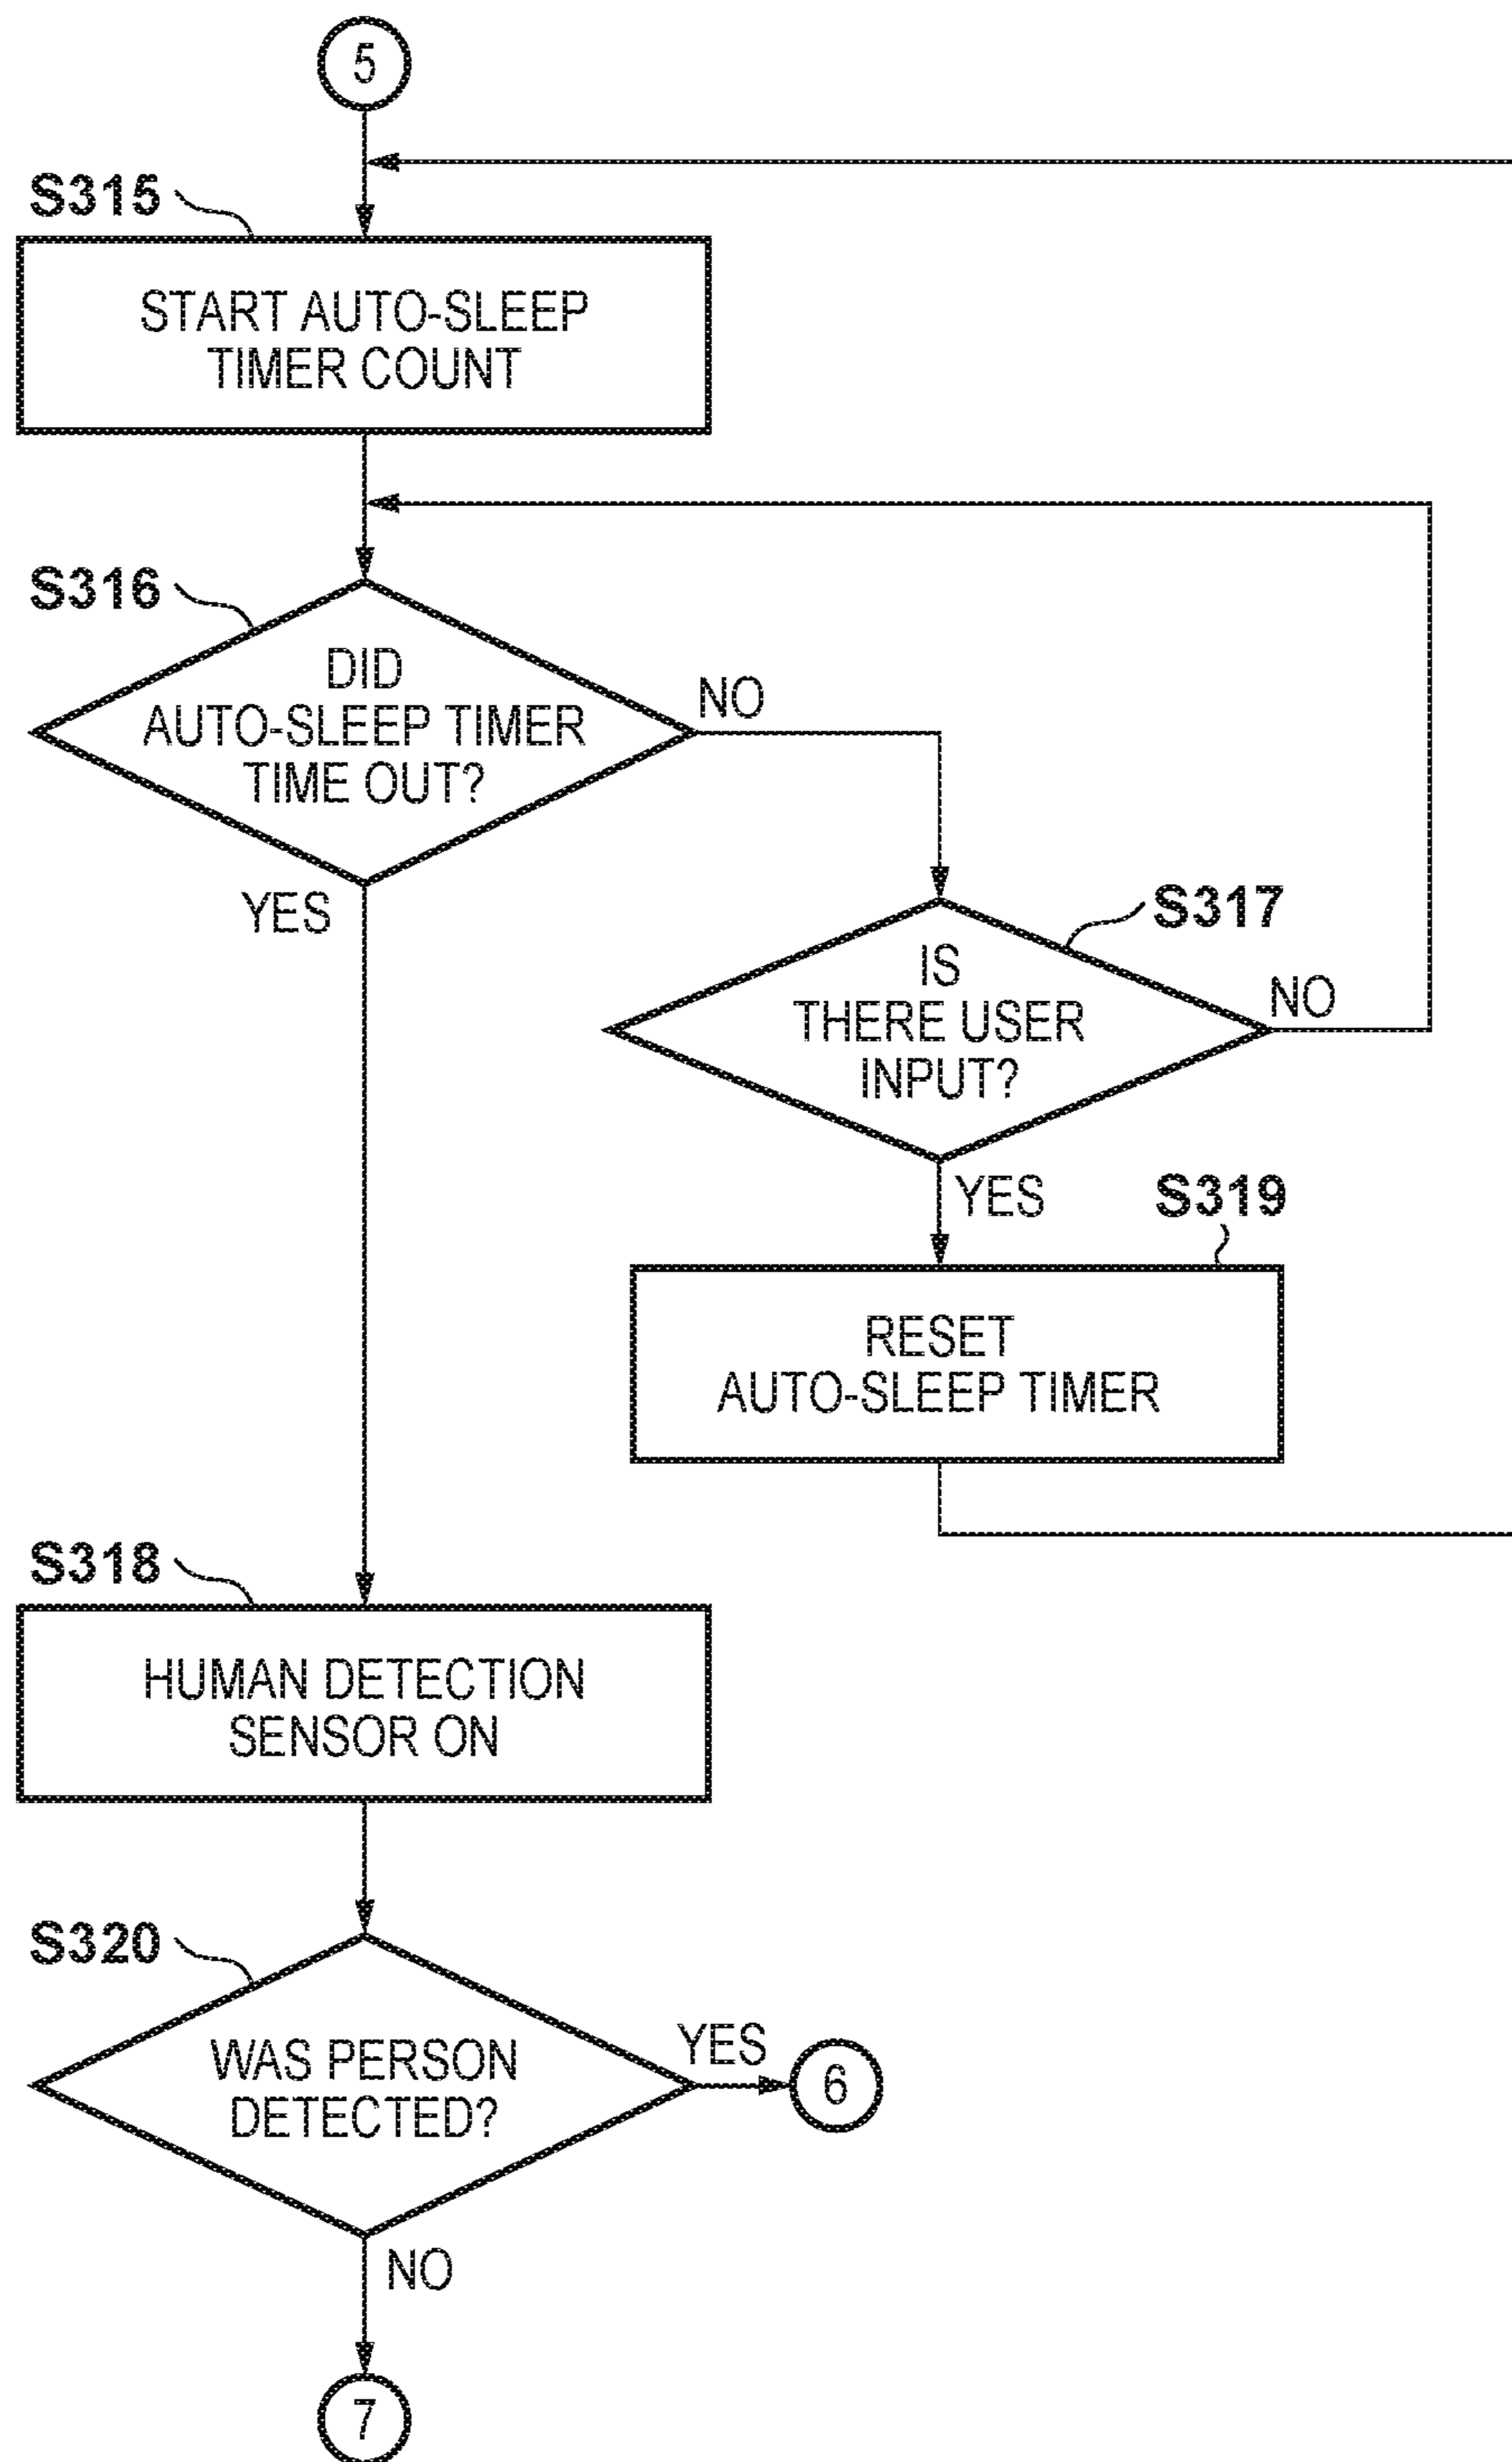 5
S315
START AUTO-SLEEP
TIMER COUNT
S316
DID
AUTO-SLEEP TIMER
TIME OUT?
NO
YES
S317
IS
THERE USER
INPUT?
NO
YES
S319
RESET
AUTO-SLEEP TIMER
S318
HUMAN DETECTION
SENSOR ON
S320
WAS PERSON
DETECTED?
YES
6
NO
7